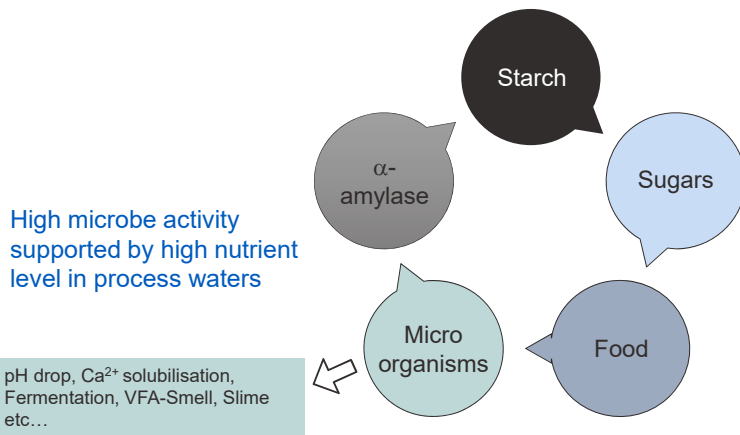 Starch
α-
amylase
Sugars
High microbe activity
supported by high nutrient
level in process waters
Micro
organisms
Food
pH drop, Ca²⁺ solubilisation,
Fermentation, VFA-Smell, Slime
etc…